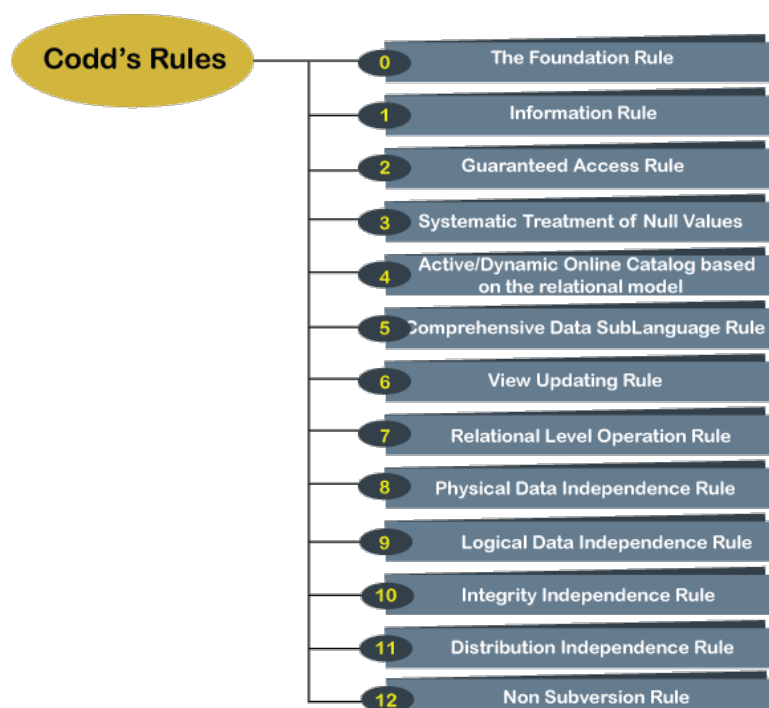 Codd's Rules
0 The Foundation Rule
1 Information Rule
2 Guaranteed Access Rule
3 Systematic Treatment of Null Values
4 Active/Dynamic Online Catalog based
on the relational model
5 Comprehensive Data SubLanguage Rule
6 View Updating Rule
7 Relational Level Operation Rule
8 Physical Data Independence Rule
9 Logical Data Independence Rule
10 Integrity Independence Rule
11 Distribution Independence Rule
12 Non Subversion Rule